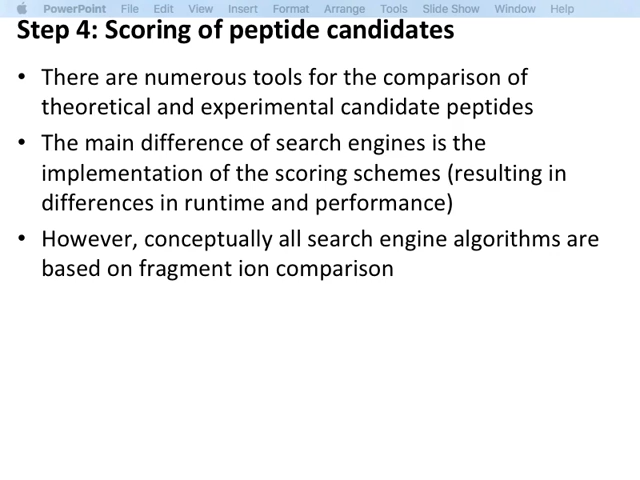 PowerPoint File Edit View Insert Format Arrange Tools Slide Show Window Help
Step 4: Scoring of peptide candidates
• There are numerous tools for the comparison of
theoretical and experimental candidate peptides
• The main difference of search engines is the
implementation of the scoring schemes (resulting in
differences in runtime and performance)
• However, conceptually all search engine algorithms are
based on fragment ion comparison